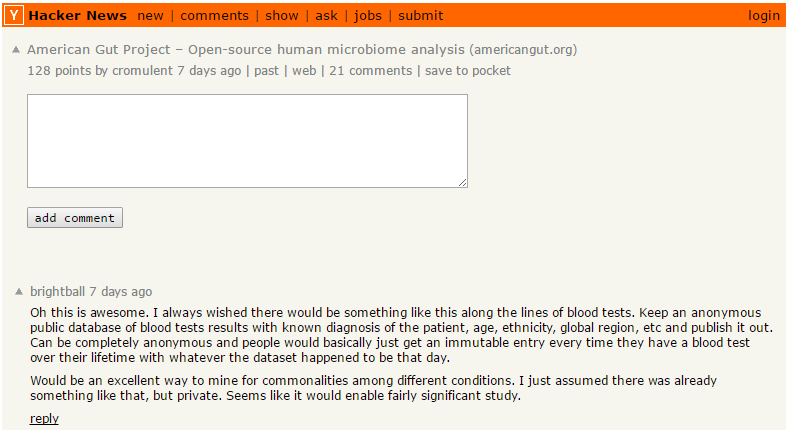 Y Hacker News new | comments | show | ask | jobs | submit login
American Gut Project – Open-source human microbiome analysis (americangut.org)
128 points by cromulent 7 days ago | past | web | 21 comments | save to pocket
add comment
brightball 7 days ago
Oh this is awesome. I always wished there would be something like this along the lines of blood tests. Keep an anonymous
public database of blood tests results with known diagnosis of the patient, age, ethnicity, global region, etc and publish it out.
Can be completely anonymous and people would basically just get an immutable entry every time they have a blood test
over their lifetime with whatever the dataset happened to be that day.
Would be an excellent way to mine for commonalities among different conditions. I just assumed there was already
something like that, but private. Seems like it would enable fairly significant study.
reply